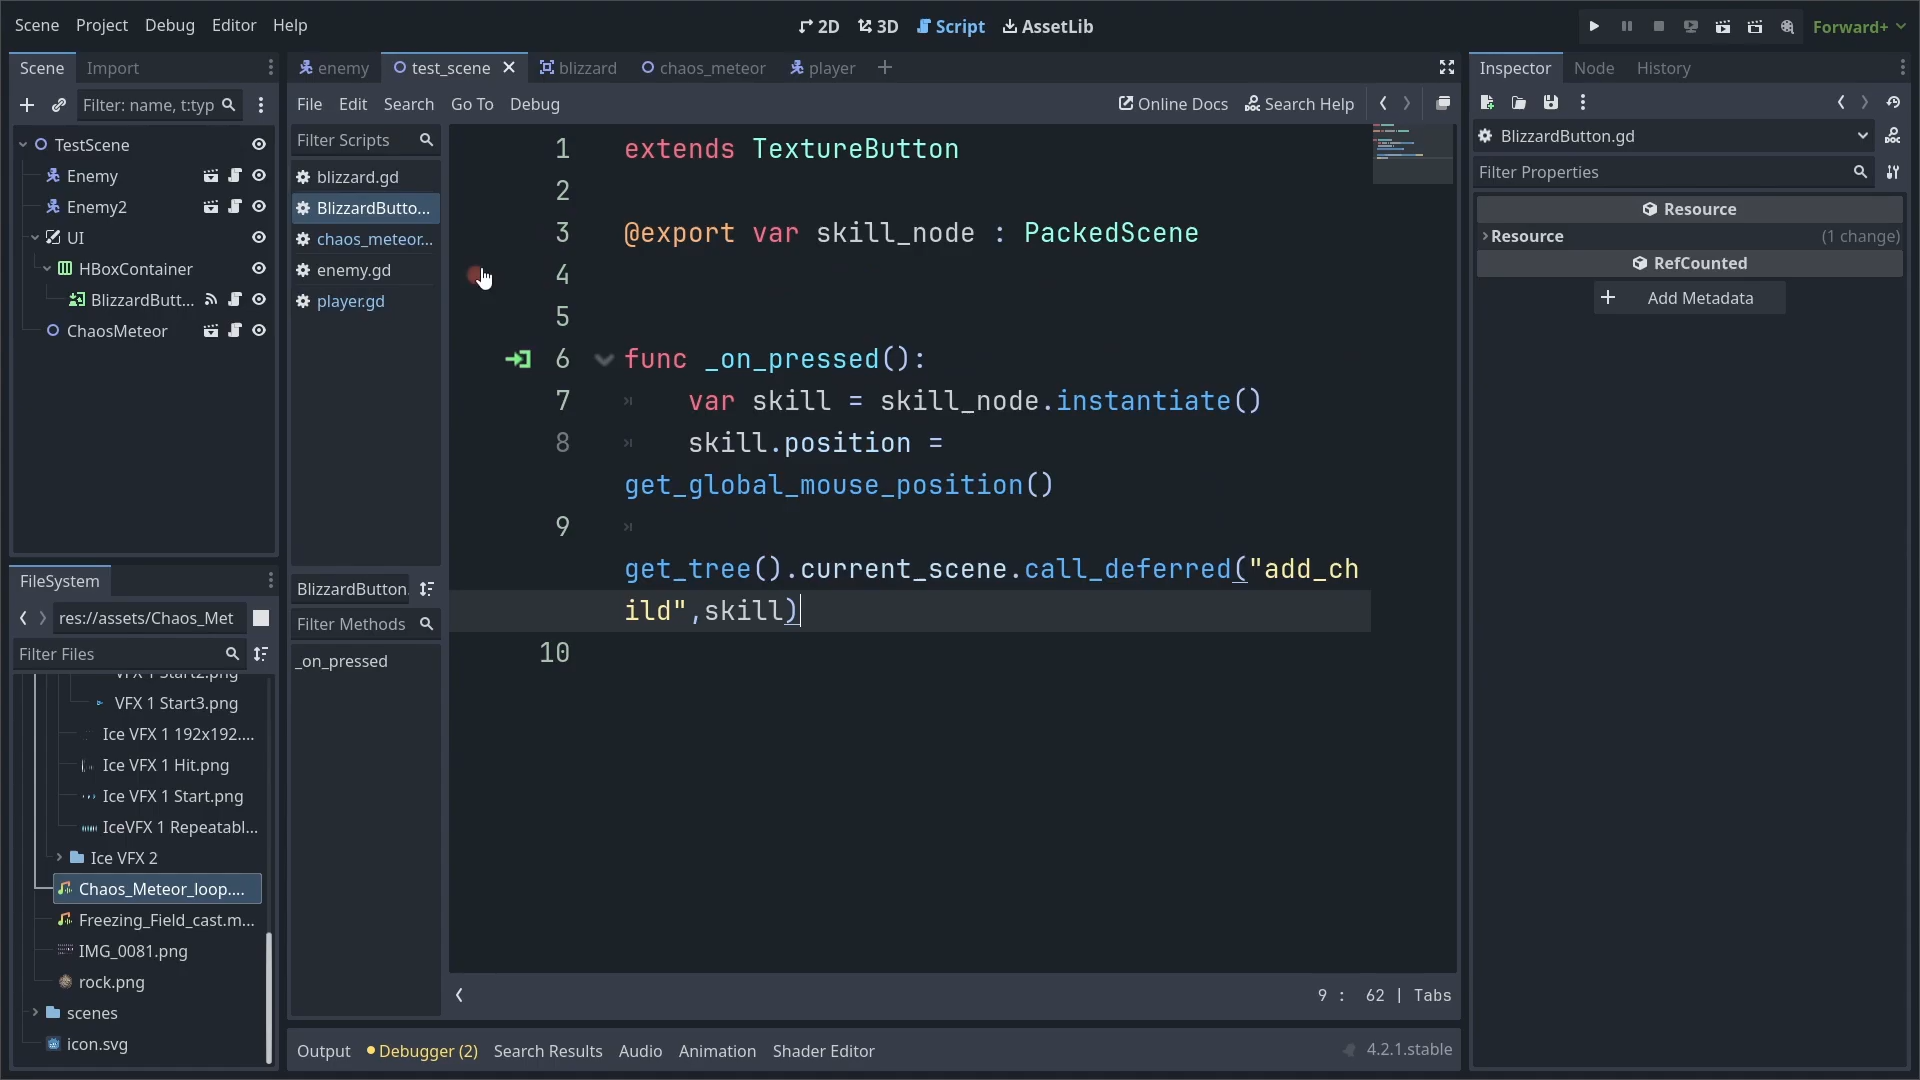 Scene Project Debug Editor Help
2D 3D Script AssetLib
Forward+
Scene Import
Filter: name, t:typ
TestScene
Enemy
Enemy2
UI
HBoxContainer
BlizzardButt...
ChaosMeteor
FileSystem
res://assets/Chaos_Met
Filter Files
VFX 1 Start2.png
VFX 1 Start3.png
Ice VFX 1 192x192....
Ice VFX 1 Hit.png
Ice VFX 1 Start.png
IceVFX 1 Repeatabl...
Ice VFX 2
Chaos_Meteor_loop....
Freezing_Field_cast.m...
IMG_0081.png
rock.png
scenes
icon.svg
enemy test_scene blizzard chaos_meteor player
File Edit Search Go To Debug
Online Docs Search Help
Filter Scripts
blizzard.gd
BlizzardButto...
chaos_meteor...
enemy.gd
player.gd
BlizzardButton.
Filter Methods
_on_pressed
1 extends TextureButton
2
3 @export var skill_node : PackedScene
4
5
6 func _on_pressed():
7 var skill = skill_node.instantiate()
8 skill.position =
get_global_mouse_position()
9
get_tree().current_scene.call_deferred("add_ch
ild",skill)
10
9 : 62 | Tabs
Output Debugger (2) Search Results Audio Animation Shader Editor
4.2.1.stable
Inspector Node History
BlizzardButton.gd
Filter Properties
Resource
Resource (1 change)
RefCounted
Add Metadata